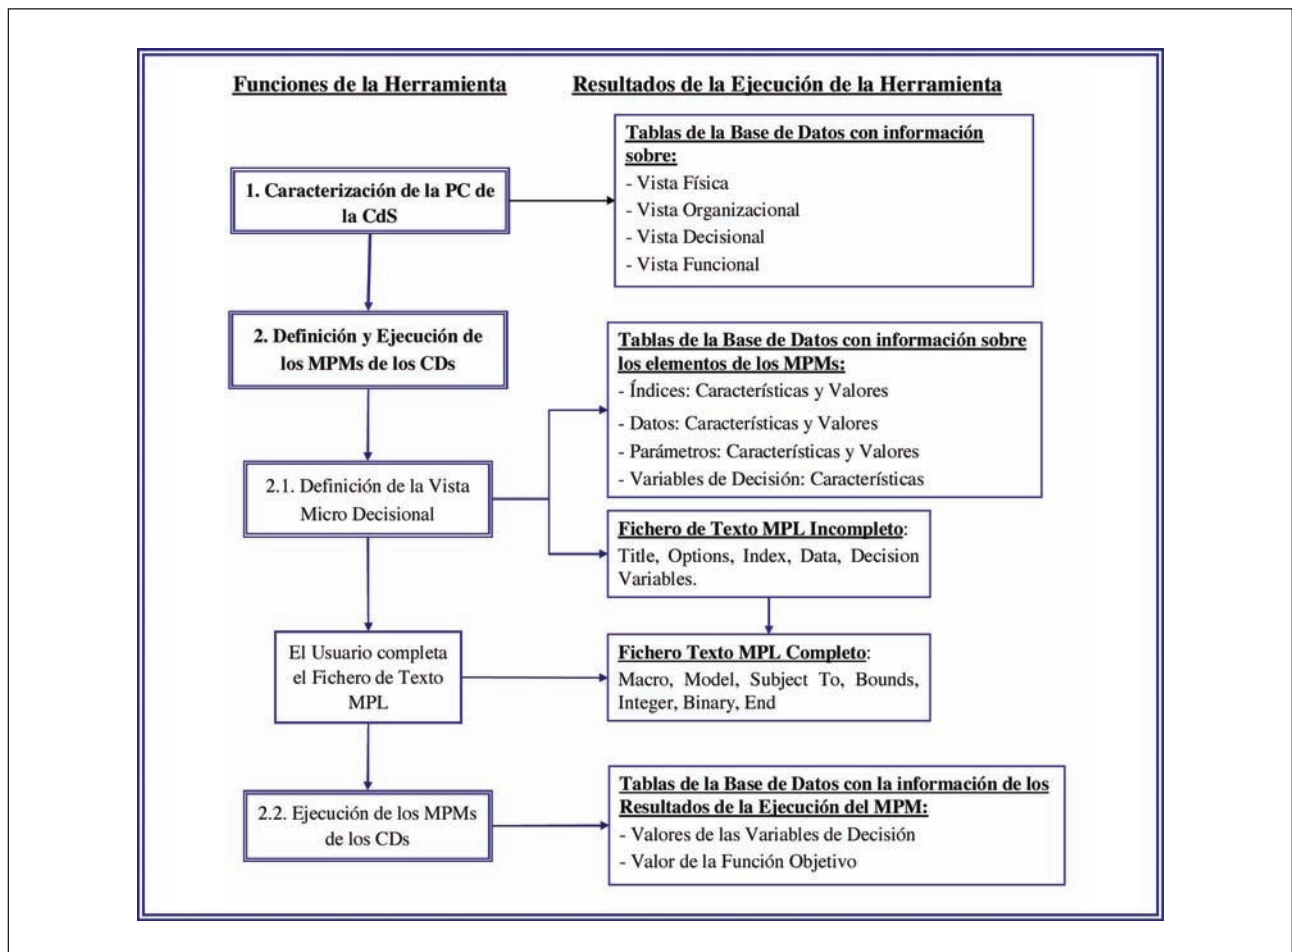 Funciones de la Herramienta
Resultados de la Ejecución de la Herramienta
1. Caracterización de la PC de
la CdS
Tablas de la Base de Datos con información
sobre:
- Vista Física
- Vista Organizacional
- Vista Decisional
- Vista Funcional
2. Definición y Ejecución de
los MPMs de los CDs
Tablas de la Base de Datos con información sobre
los elementos de los MPMs:
- Índices: Características y Valores
- Datos: Características y Valores
- Parámetros: Características y Valores
- Variables de Decisión: Características
2.1. Definición de la Vista
Micro Decisional
Fichero de Texto MPL Incompleto:
Title, Options, Index, Data, Decision
Variables.
El Usuario completa
el Fichero de Texto
MPL
Fichero Texto MPL Completo:
Macro, Model, Subject To, Bounds,
Integer, Binary, End
2.2. Ejecución de los MPMs
de los CDs
Tablas de la Base de Datos con la información de los
Resultados de la Ejecución del MPM:
- Valores de las Variables de Decisión
- Valor de la Función Objetivo